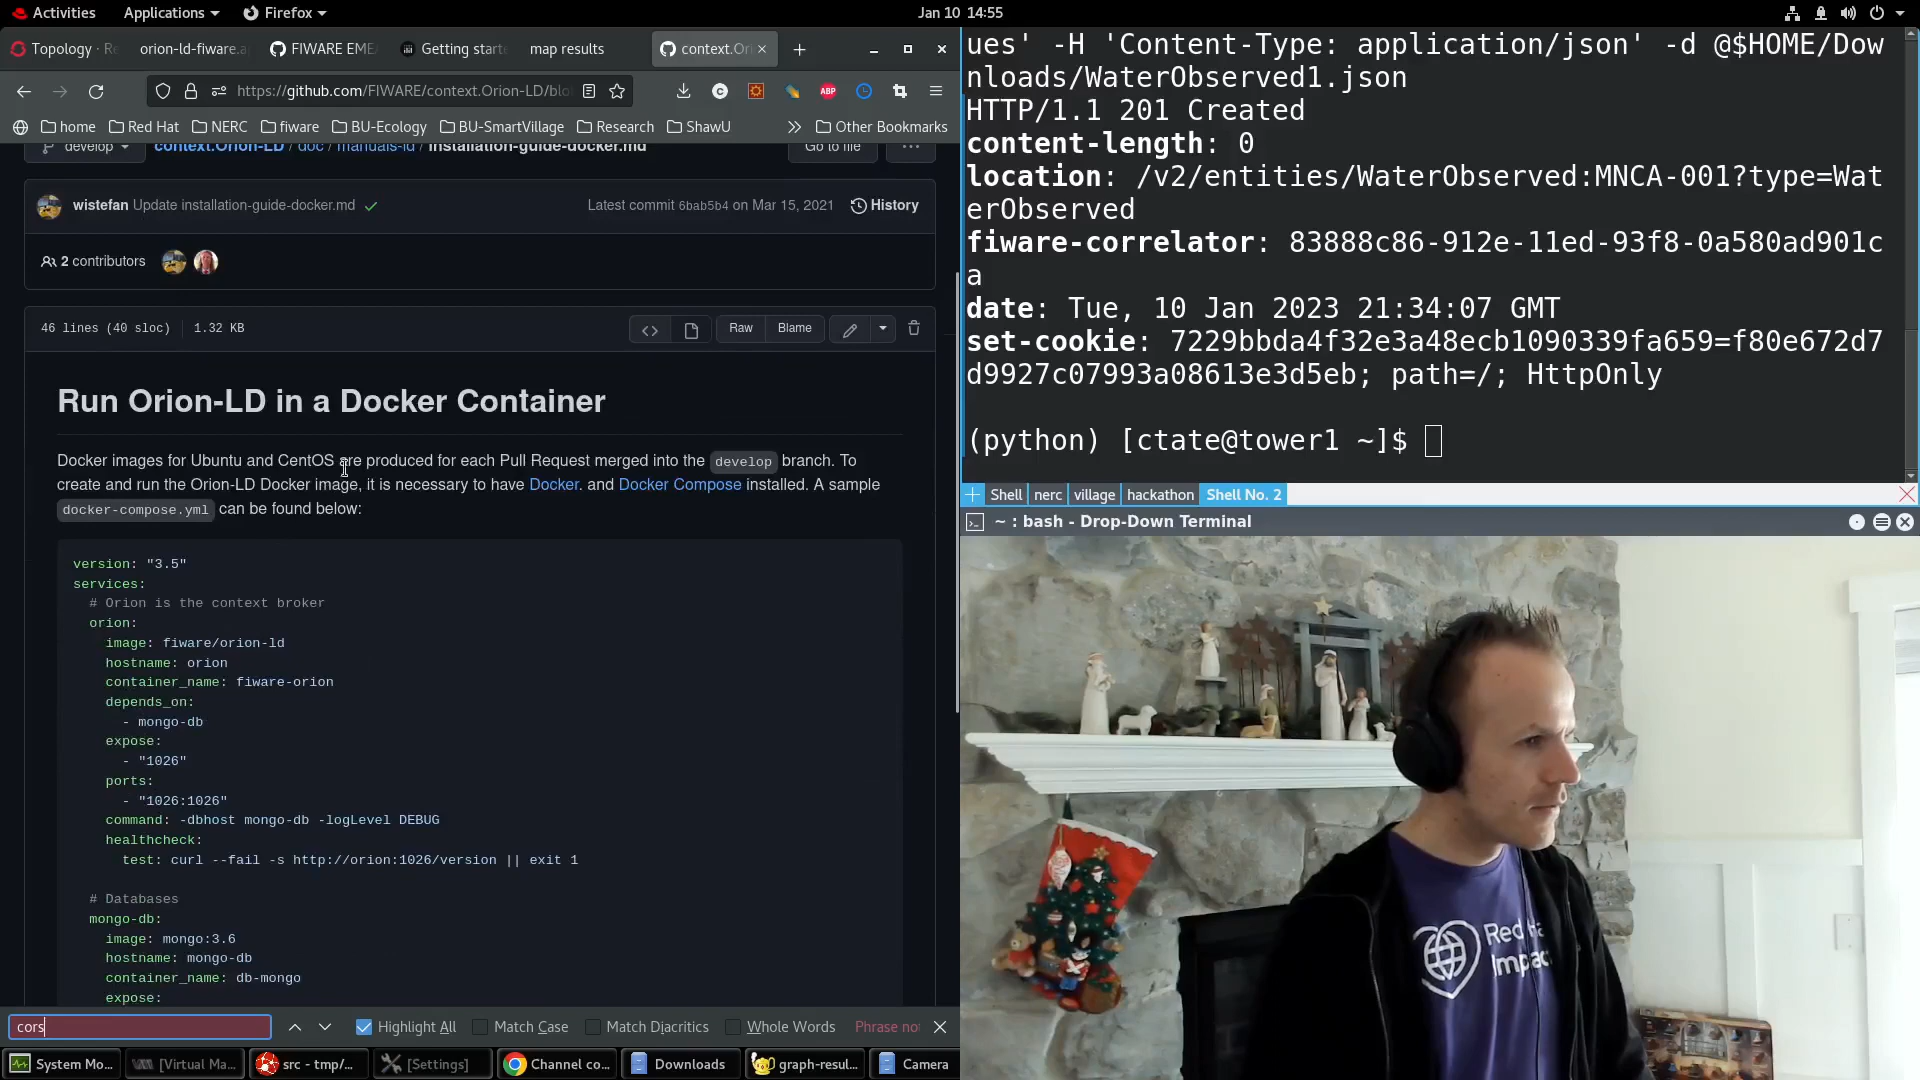 Activities
Applications
Firefox
Jan 10 14:55
Topology · Re
orion-ld-fiware.a
FIWARE EME
Getting starte
map results
context.Ori
https://github.com/FIWARE/context.Orion-LD/blo
ABP
home
Red Hat
NERC
fiware
BU-Ecology
BU-SmartVillage
Research
ShawU
Other Bookmarks
develop
context.Orion-LD / doc / manuals-ld / installation-guide-docker.md
Go to file
wistefan Update installation-guide-docker.md
Latest commit 6bab5b4 on Mar 15, 2021
History
2 contributors
46 lines (40 sloc) | 1.32 KB
Raw
Blame
Run Orion-LD in a Docker Container
Docker images for Ubuntu and CentOS are produced for each Pull Request merged into the develop branch. To
create and run the Orion-LD Docker image, it is necessary to have Docker. and Docker Compose installed. A sample
docker-compose.yml can be found below:
version: "3.5"
services:
# Orion is the context broker
orion:
image: fiware/orion-ld
hostname: orion
container_name: fiware-orion
depends_on:
- mongo-db
expose:
- "1026"
ports:
- "1026:1026"
command: -dbhost mongo-db -logLevel DEBUG
healthcheck:
test: curl --fail -s http://orion:1026/version || exit 1
# Databases
mongo-db:
image: mongo:3.6
hostname: mongo-db
container_name: db-mongo
expose:
cors
Highlight All
Match Case
Match Diacritics
Whole Words
Phrase no
System Mo...
[Virtual Ma...
src - tmp/...
[Settings]
Channel co...
Downloads
graph-resul...
Camera
ues' -H 'Content-Type: application/json' -d @$HOME/Dow
nloads/WaterObserved1.json
HTTP/1.1 201 Created
content-length: 0
location: /v2/entities/WaterObserved:MNCA-001?type=Wat
erObserved
fiware-correlator: 83888c86-912e-11ed-93f8-0a580ad901c
a
date: Tue, 10 Jan 2023 21:34:07 GMT
set-cookie: 7229bbda4f32e3a48ecb1090339fa659=f80e672d7
d9927c07993a08613e3d5eb; path=/; HttpOnly
(python) [ctate@tower1 ~]$
Shell
nerc
village
hackathon
Shell No. 2
~ : bash - Drop-Down Terminal
Red Ha
Impac